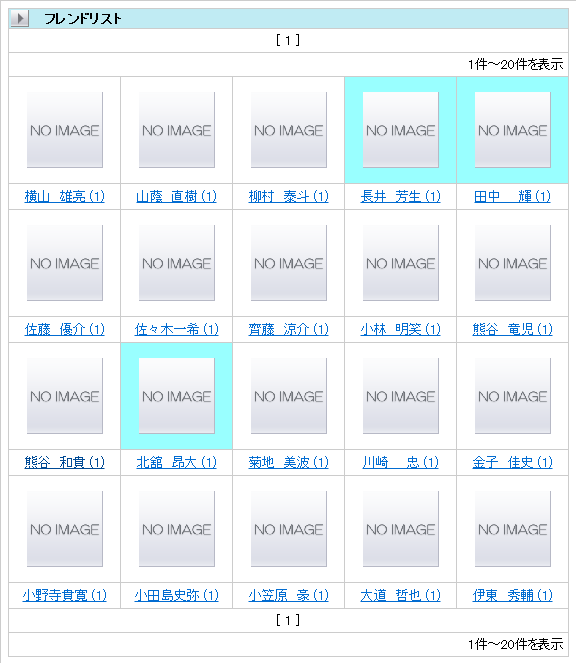 フレンドリスト
[ 1 ]
1件～20件を表示
NO IMAGE NO IMAGE NO IMAGE NO IMAGE NO IMAGE
横山 雄亮(1) 山蔭 直樹(1) 柳村 泰斗(1) 長井 芳生(1) 田中 輝(1)
NO IMAGE NO IMAGE NO IMAGE NO IMAGE NO IMAGE
佐藤 優介(1) 佐々木一希(1) 齊藤 涼介(1) 小林 明笑(1) 熊谷 竜児(1)
NO IMAGE NO IMAGE NO IMAGE NO IMAGE NO IMAGE
熊谷 和貴(1) 北舘 昂大(1) 菊地 美波(1) 川崎 忠(1) 金子 佳史(1)
NO IMAGE NO IMAGE NO IMAGE NO IMAGE NO IMAGE
小野寺貴寛(1) 小田島史弥(1) 小笠原 豪(1) 大道 哲也(1) 伊東 秀輔(1)
[ 1 ]
1件～20件を表示